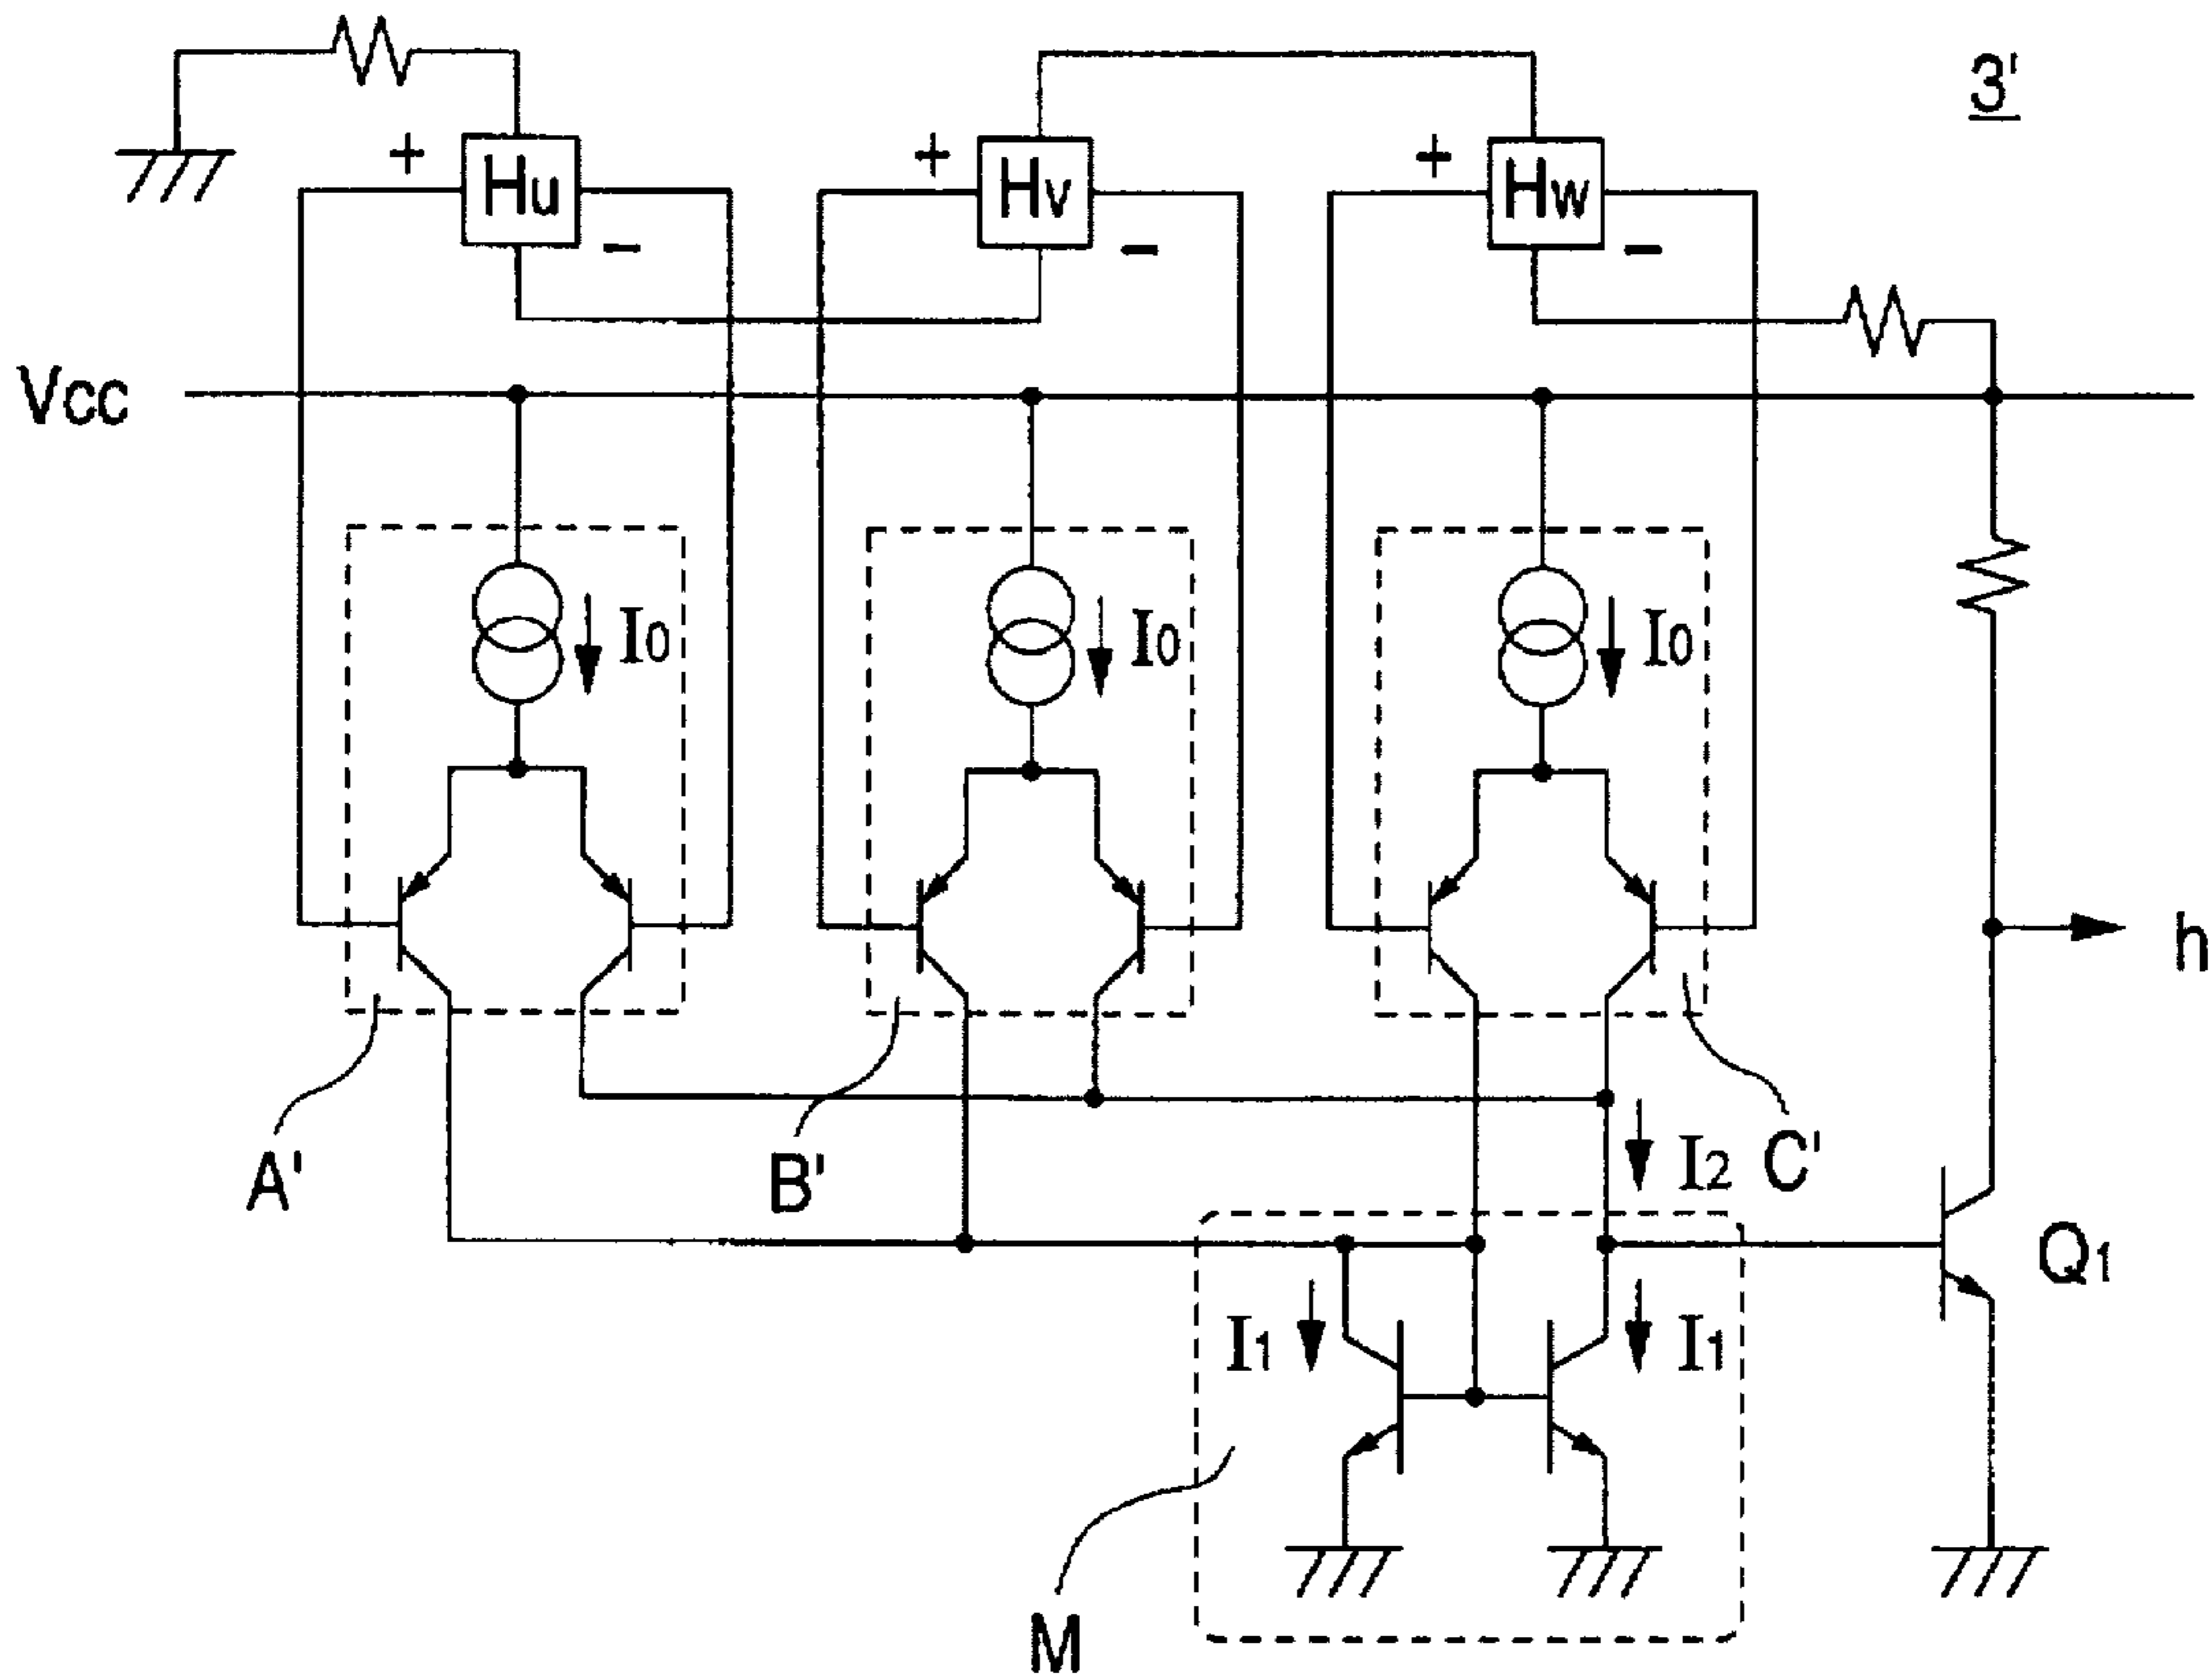 3'
+ Hu -
+ Hv -
+ Hw -
Vcc
I0
I0
I0
h
A'
B'
I2
C'
I1
I1
Q1
M